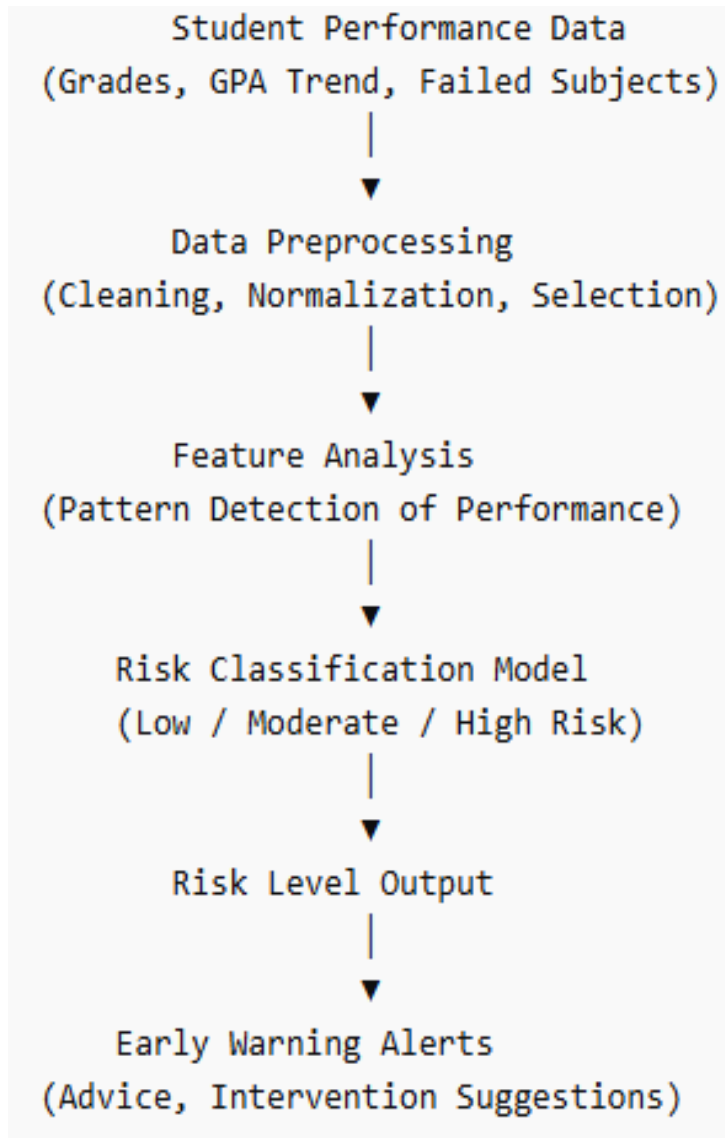 Student Performance Data
(Grades, GPA Trend, Failed Subjects)
Data Preprocessing
(Cleaning, Normalization, Selection)
Feature Analysis
(Pattern Detection of Performance)
Risk Classification Model
(Low / Moderate / High Risk)
Risk Level Output
Early Warning Alerts
(Advice, Intervention Suggestions)